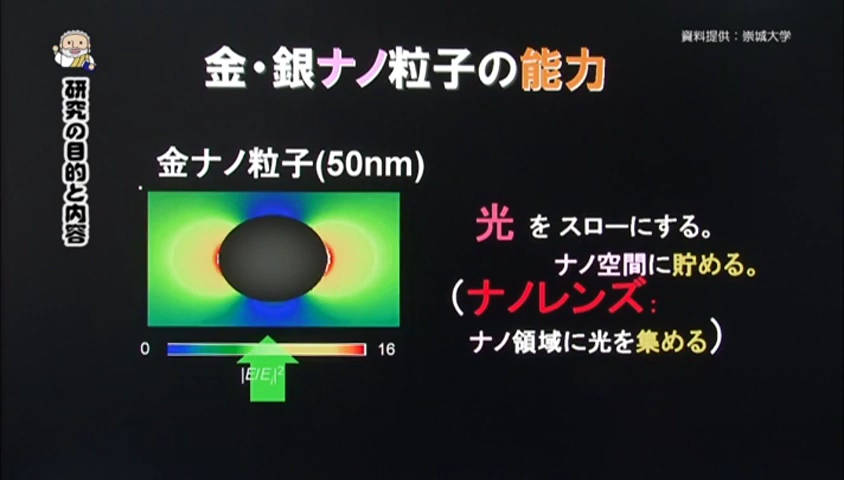 資料提供：崇城大学
研究の目的と内容
金・銀ナノ粒子の能力
金ナノ粒子(50nm)
光 を スローにする。
ナノ空間に貯める。
(ナノレンズ：
ナノ領域に光を集める)
0 16
|E/Ei|²